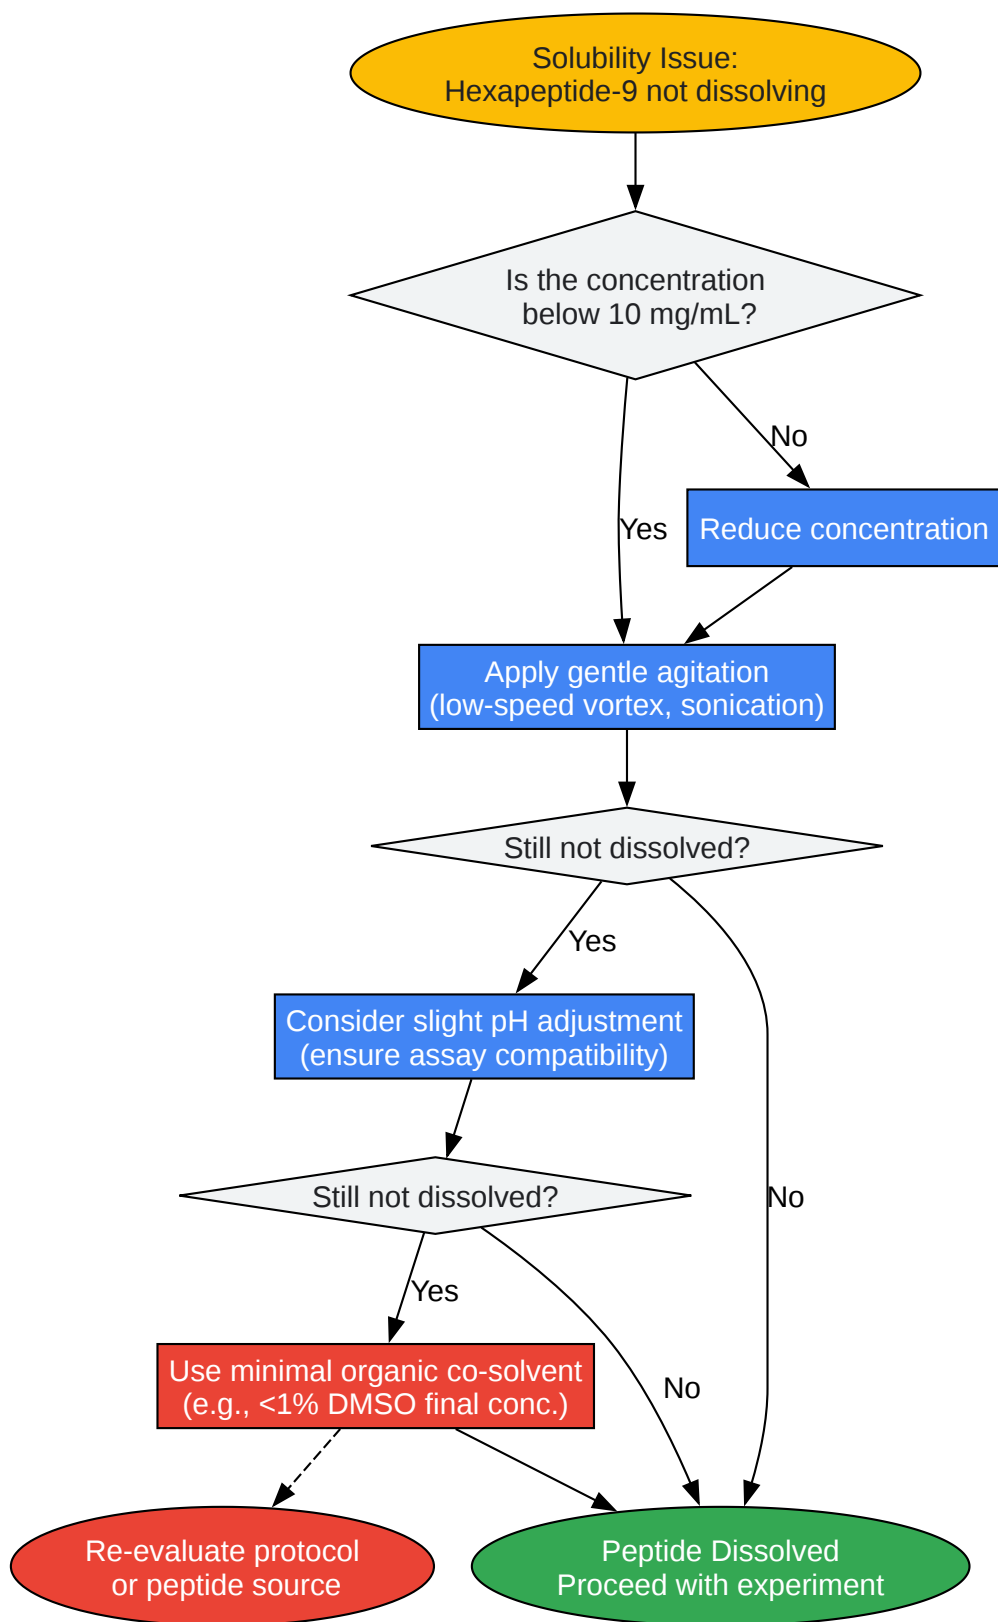 Solubility Issue:
Hexapeptide-9 not dissolving
Is the concentration
below 10 mg/mL?
No
Yes
Reduce concentration
Apply gentle agitation
(low-speed vortex, sonication)
Still not dissolved?
Yes
Consider slight pH adjustment
(ensure assay compatibility)
Still not dissolved?
No
Yes
Use minimal organic co-solvent
(e.g., <1% DMSO final conc.)
No
Re-evaluate protocol
or peptide source
Peptide Dissolved
Proceed with experiment